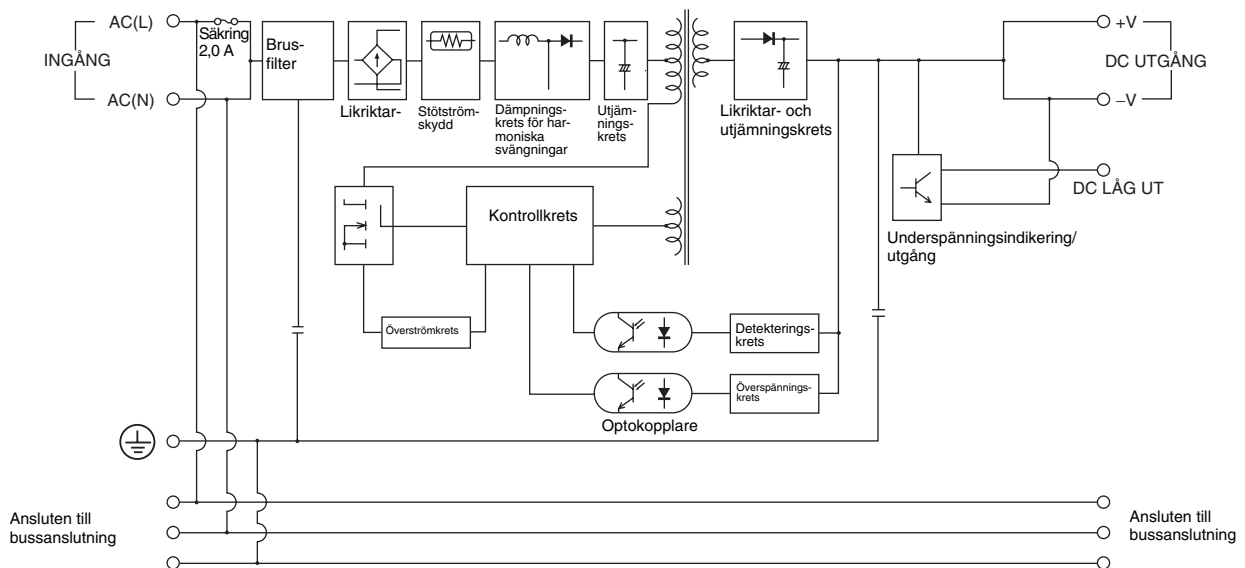 AC(L)
INGÅNG
AC(N)
Säkring
2,0 A
Brus-
filter
Likriktar-
Stötström-
skydd
Dämpnings-
krets för har-
moniska
svängningar
Utjäm-
nings-
krets
Likriktar- och
utjämningskrets
+V
DC UTGÅNG
–V
DC LÅG UT
Underspänningsindikering/
utgång
Kontrollkrets
Överströmkrets
Detekterings-
krets
Överspännings-
krets
Optokopplare
Ansluten till
bussanslutning
Ansluten till
bussanslutning